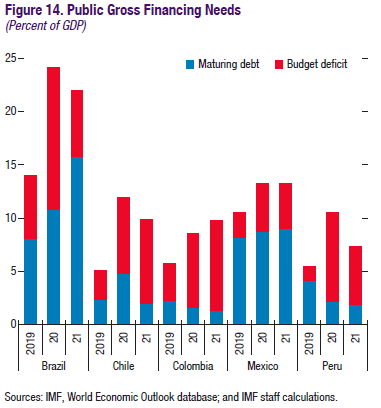 Figure 14. Public Gross Financing Needs
(Percent of GDP)
25
Maturing debt
Budget deficit
20
15
10
5
0
2019 20 21 2019 20 21 2019 20 21 2019 20 21 2019 20 21
Brazil Chile Colombia Mexico Peru
Sources: IMF, World Economic Outlook database; and IMF staff calculations.